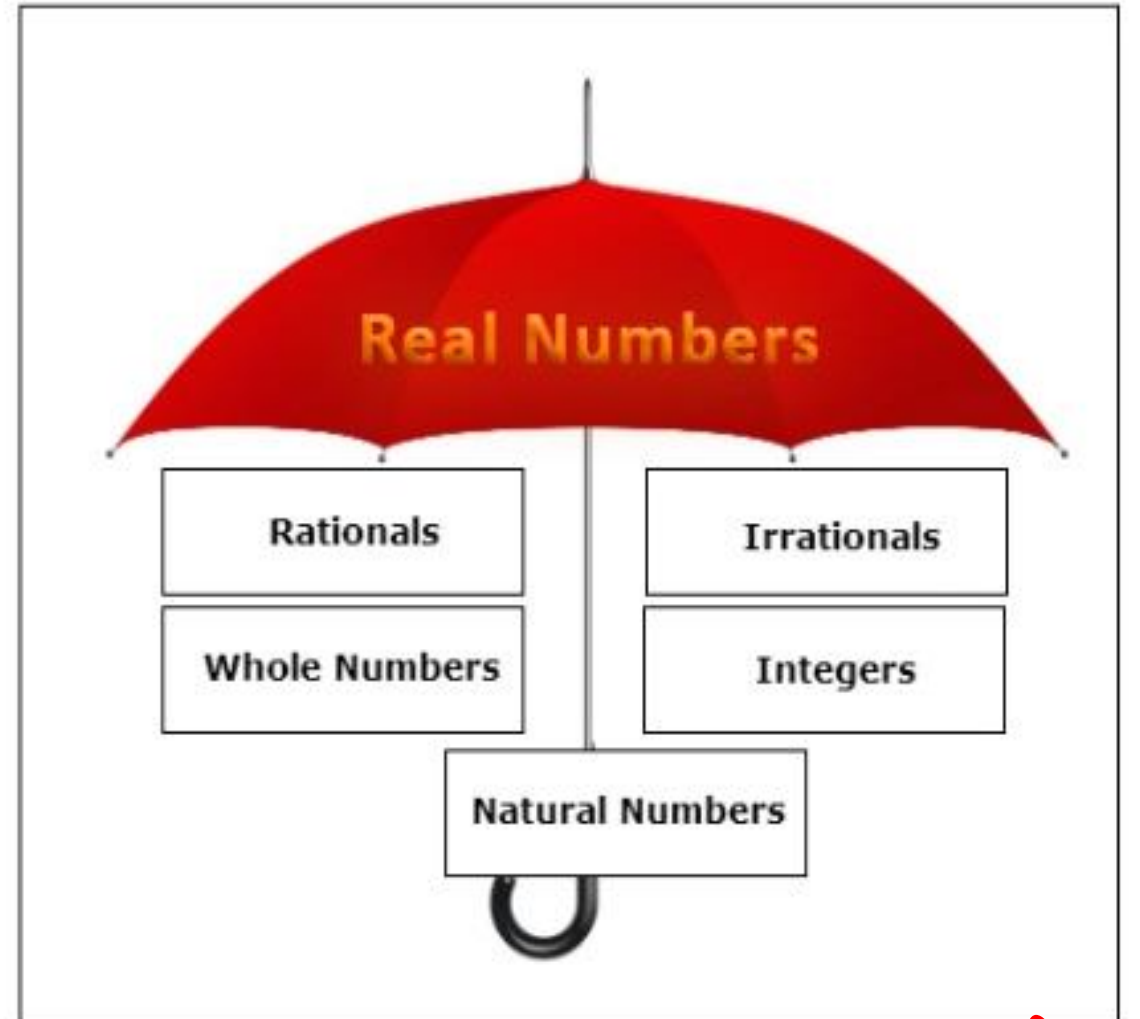 Real Numbers
Rationals
Irrationals
Whole Numbers
Integers
Natural Numbers